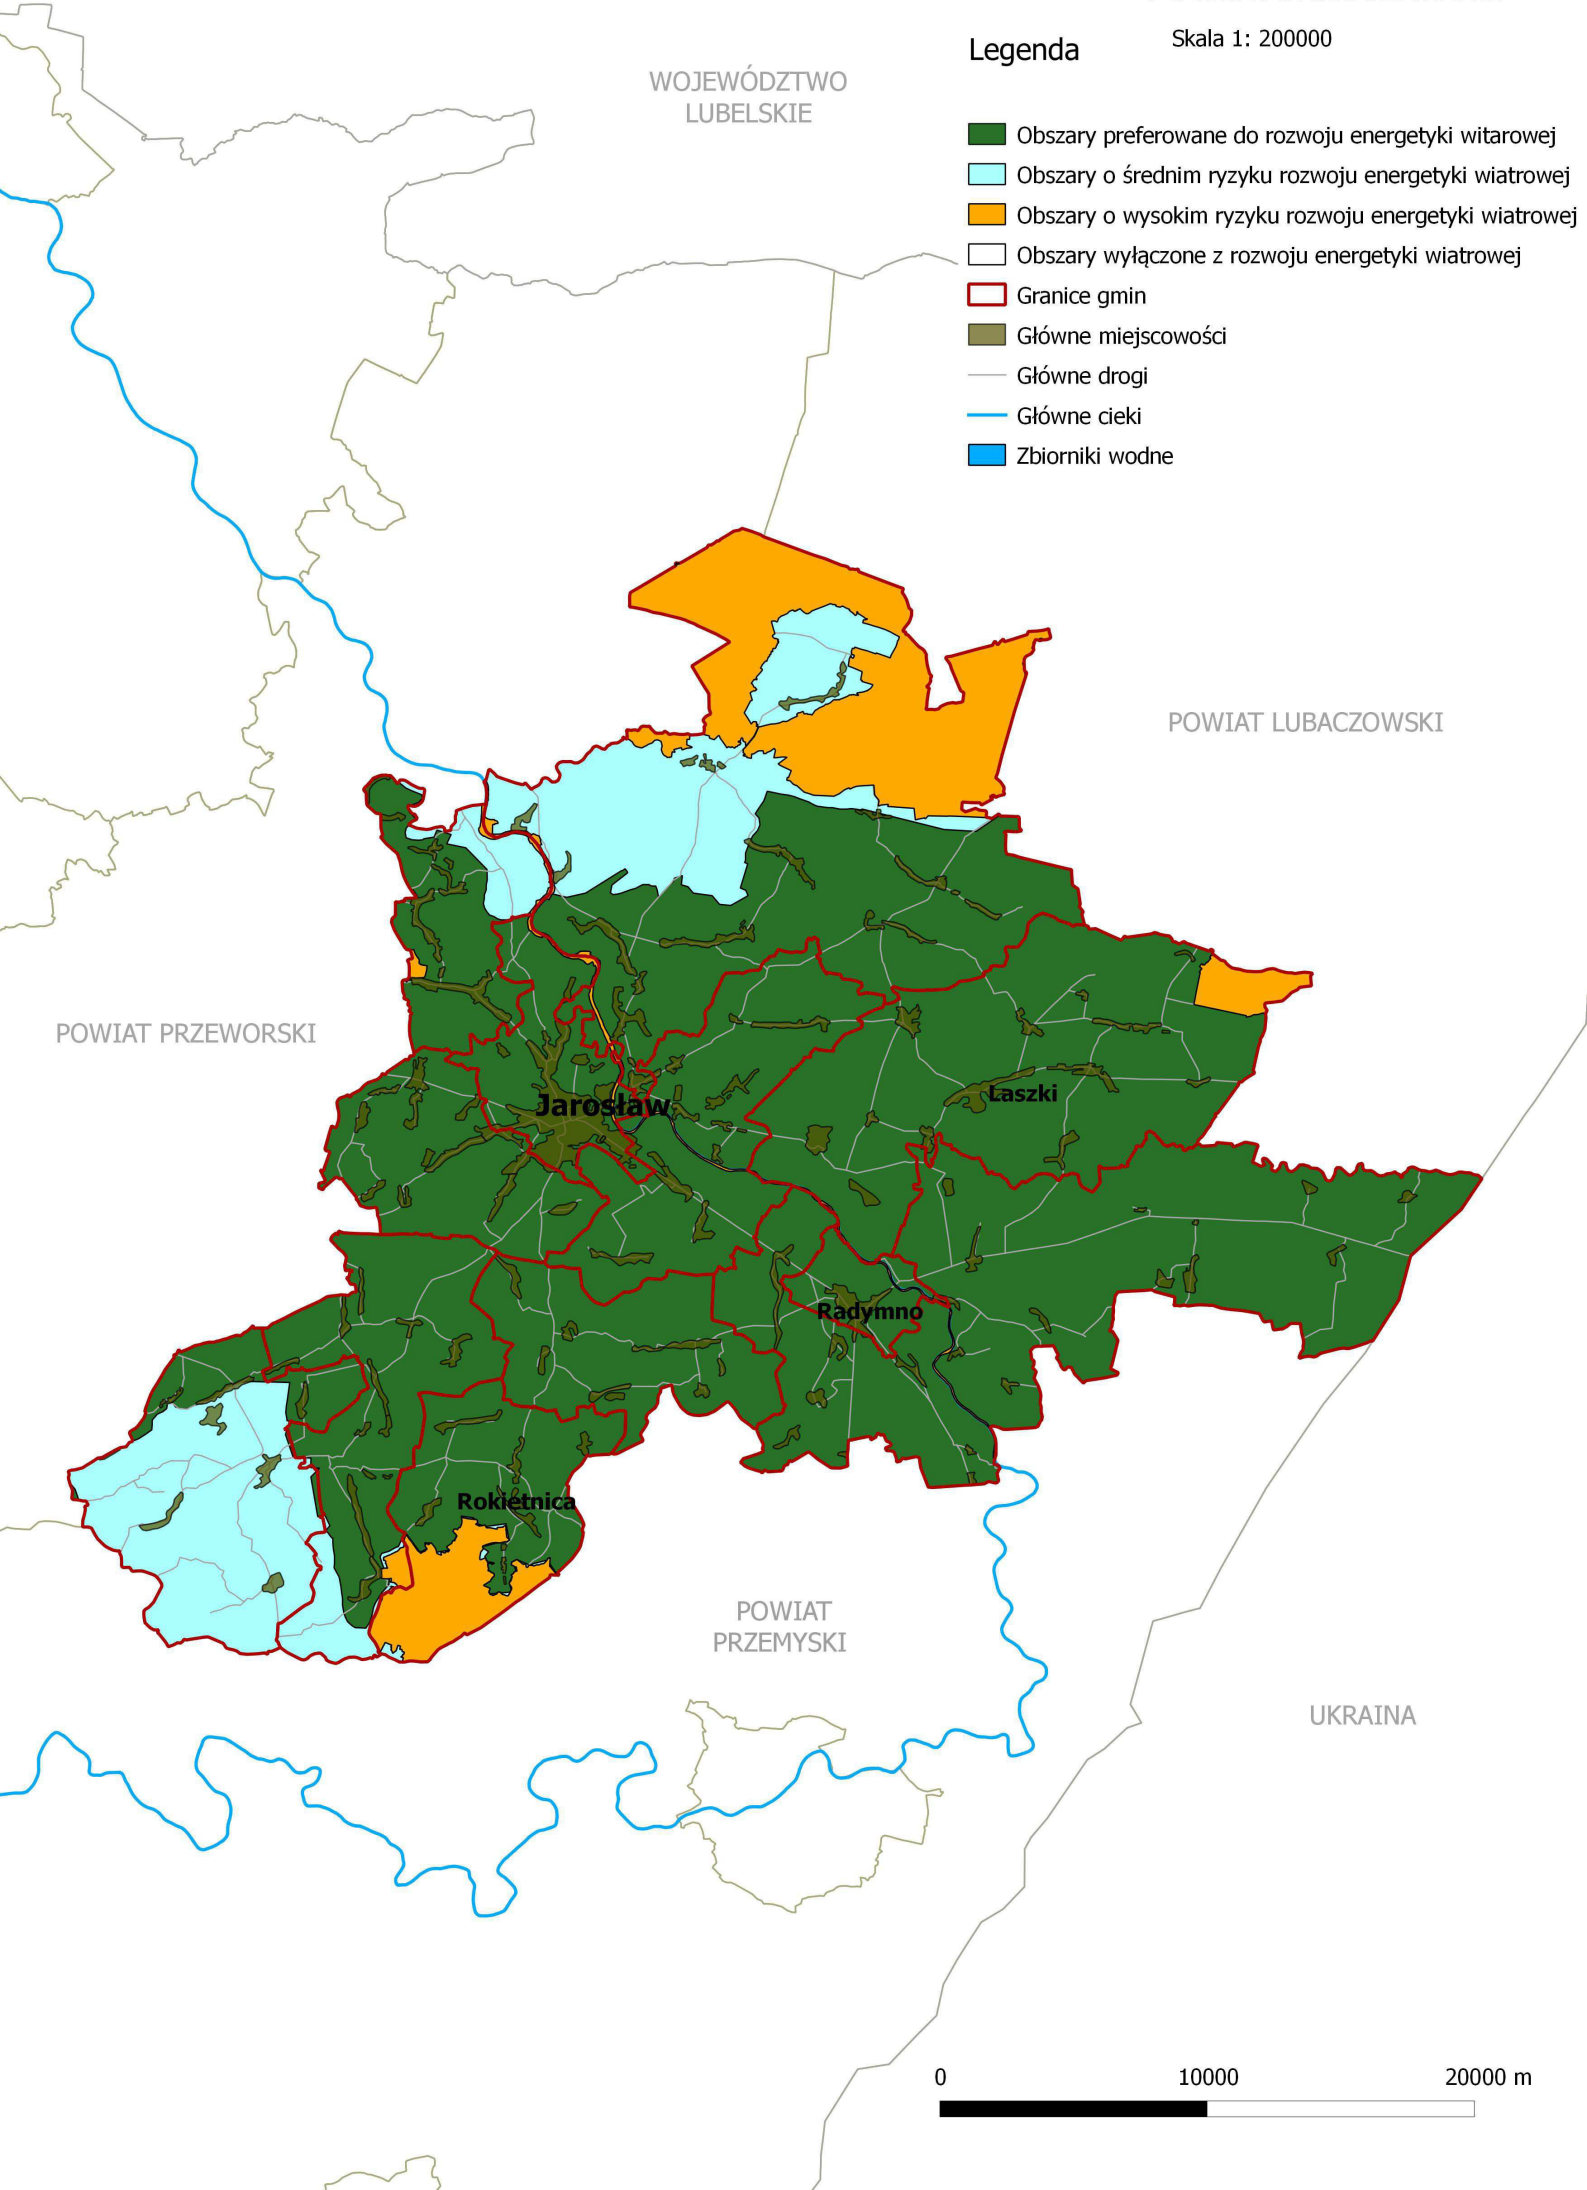 Skala 1: 200000
Legenda
Obszary preferowane do rozwoju energetyki witarowej
Obszary o średnim ryzyku rozwoju energetyki wiatrowej
Obszary o wysokim ryzyku rozwoju energetyki wiatrowej
Obszary wyłączone z rozwoju energetyki wiatrowej
Granice gmin
Główne miejscowości
Główne drogi
Główne cieki
Zbiorniki wodne
WOJEWÓDZTWO
LUBELSKIE
POWIAT LUBACZOWSKI
POWIAT PRZEWORSKI
Laszki
Jarosław
Radymno
Rokietnica
POWIAT
PRZEMYSKI
UKRAINA
0 10000 20000 m